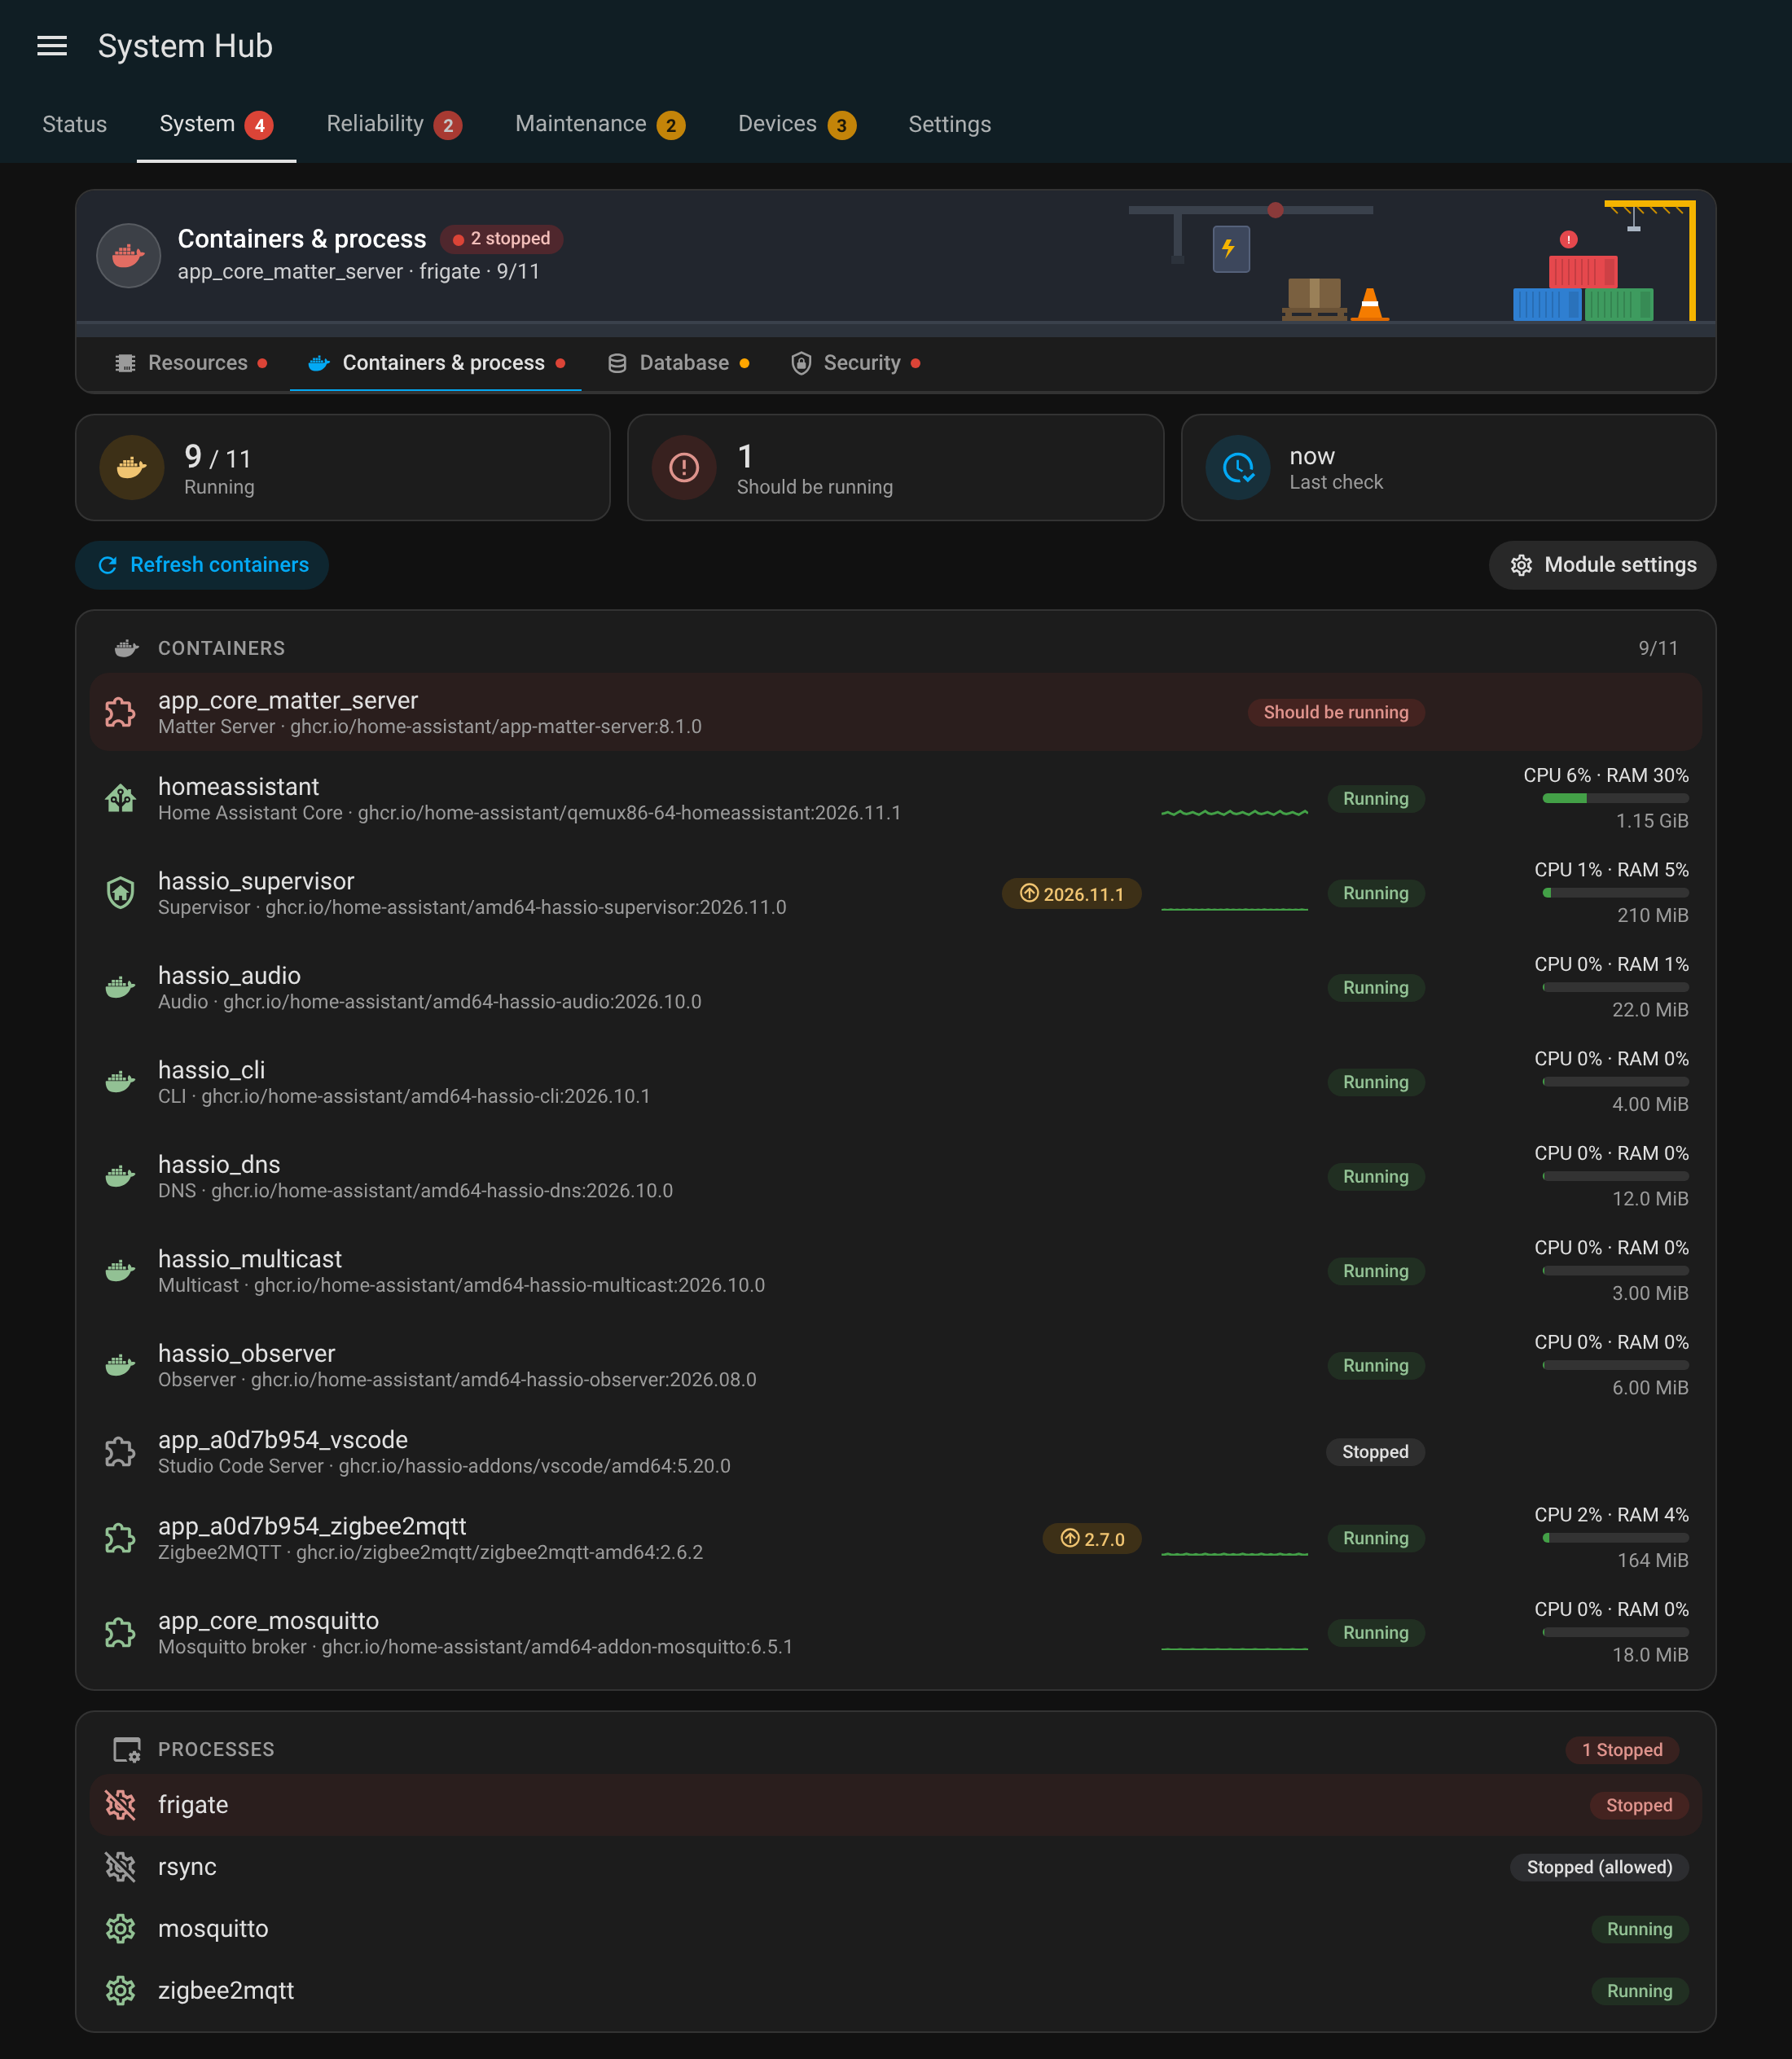 System Hub
Status
System 4
Reliability 2
Maintenance 2
Devices 3
Settings
Containers & process
2 stopped
app_core_matter_server · frigate · 9/11
Resources
Containers & process
Database
Security
9 / 11
Running
1
Should be running
now
Last check
Refresh containers
Module settings
CONTAINERS
9/11
app_core_matter_server
Matter Server · ghcr.io/home-assistant/app-matter-server:8.1.0
Should be running
homeassistant
Home Assistant Core · ghcr.io/home-assistant/qemux86-64-homeassistant:2026.11.1
Running
CPU 6% · RAM 30%
1.15 GiB
hassio_supervisor
Supervisor · ghcr.io/home-assistant/amd64-hassio-supervisor:2026.11.0
2026.11.1
Running
CPU 1% · RAM 5%
210 MiB
hassio_audio
Audio · ghcr.io/home-assistant/amd64-hassio-audio:2026.10.0
Running
CPU 0% · RAM 1%
22.0 MiB
hassio_cli
CLI · ghcr.io/home-assistant/amd64-hassio-cli:2026.10.1
Running
CPU 0% · RAM 0%
4.00 MiB
hassio_dns
DNS · ghcr.io/home-assistant/amd64-hassio-dns:2026.10.0
Running
CPU 0% · RAM 0%
12.0 MiB
hassio_multicast
Multicast · ghcr.io/home-assistant/amd64-hassio-multicast:2026.10.0
Running
CPU 0% · RAM 0%
3.00 MiB
hassio_observer
Observer · ghcr.io/home-assistant/amd64-hassio-observer:2026.08.0
Running
CPU 0% · RAM 0%
6.00 MiB
app_a0d7b954_vscode
Studio Code Server · ghcr.io/hassio-addons/vscode/amd64:5.20.0
Stopped
app_a0d7b954_zigbee2mqtt
Zigbee2MQTT · ghcr.io/zigbee2mqtt/zigbee2mqtt-amd64:2.6.2
2.7.0
Running
CPU 2% · RAM 4%
164 MiB
app_core_mosquitto
Mosquitto broker · ghcr.io/home-assistant/amd64-addon-mosquitto:6.5.1
Running
CPU 0% · RAM 0%
18.0 MiB
PROCESSES
1 Stopped
frigate
Stopped
rsync
Stopped (allowed)
mosquitto
Running
zigbee2mqtt
Running